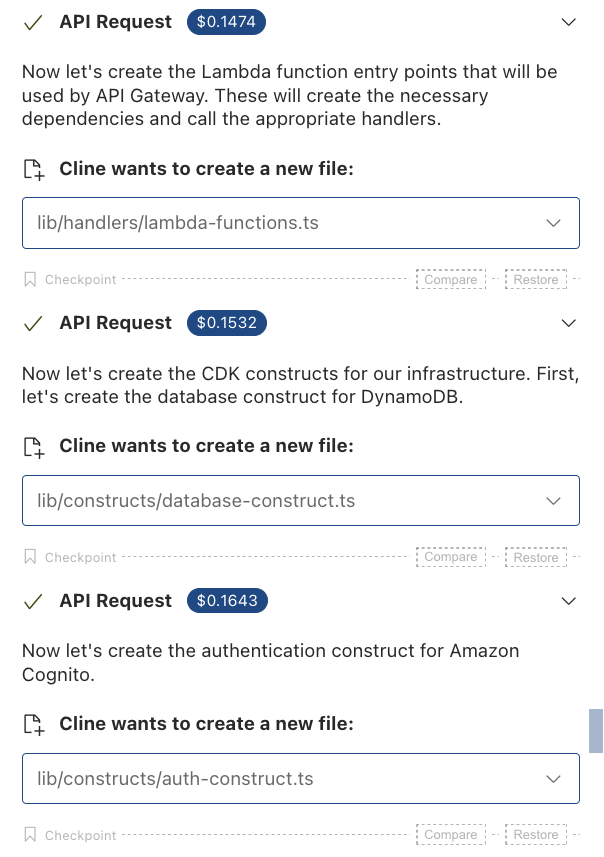 API Request $0.1474
Now let's create the Lambda function entry points that will be
used by API Gateway. These will create the necessary
dependencies and call the appropriate handlers.
Cline wants to create a new file:
lib/handlers/lambda-functions.ts
Checkpoint Compare Restore
API Request $0.1532
Now let's create the CDK constructs for our infrastructure. First,
let's create the database construct for DynamoDB.
Cline wants to create a new file:
lib/constructs/database-construct.ts
Checkpoint Compare Restore
API Request $0.1643
Now let's create the authentication construct for Amazon
Cognito.
Cline wants to create a new file:
lib/constructs/auth-construct.ts
Checkpoint Compare Restore